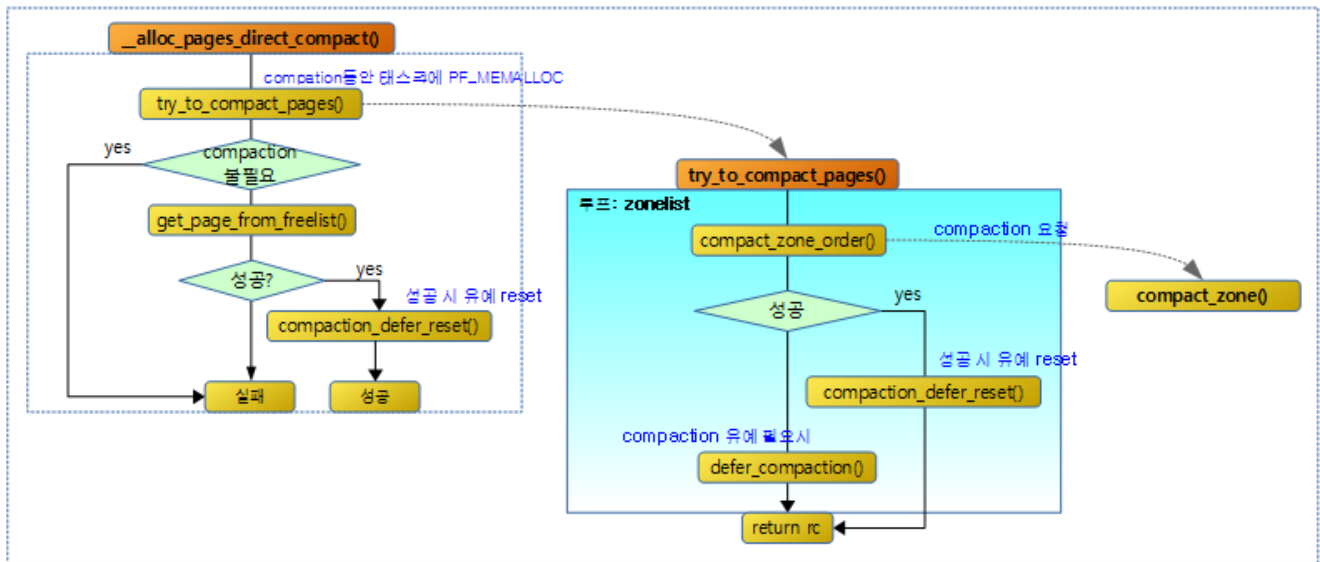 __alloc_pages_direct_compact()
compation동안 태스크에 PF_MEMALLOC
try_to_compact_pages()
yes
compaction
불필요
get_page_from_freelist()
성공?
yes
성공 시 유예 reset
compaction_defer_reset()
실패
성공
try_to_compact_pages()
루프: zonelist
compact_zone_order()
compaction 요청
compact_zone()
성공
yes
성공 시 유예 reset
compaction_defer_reset()
compaction 유예 필요시
defer_compaction()
return rc